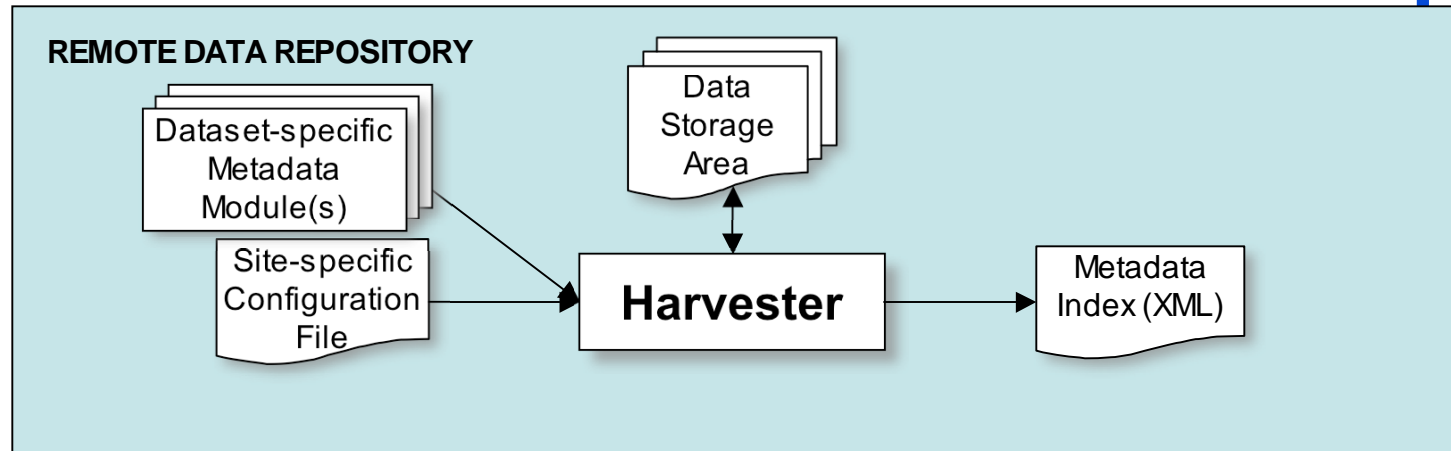 REMOTE DATA REPOSITORY
Dataset-specific
Metadata
Module(s)
Data
Storage
Area
Site-specific
Configuration
File
Harvester
Metadata
Index (XML)